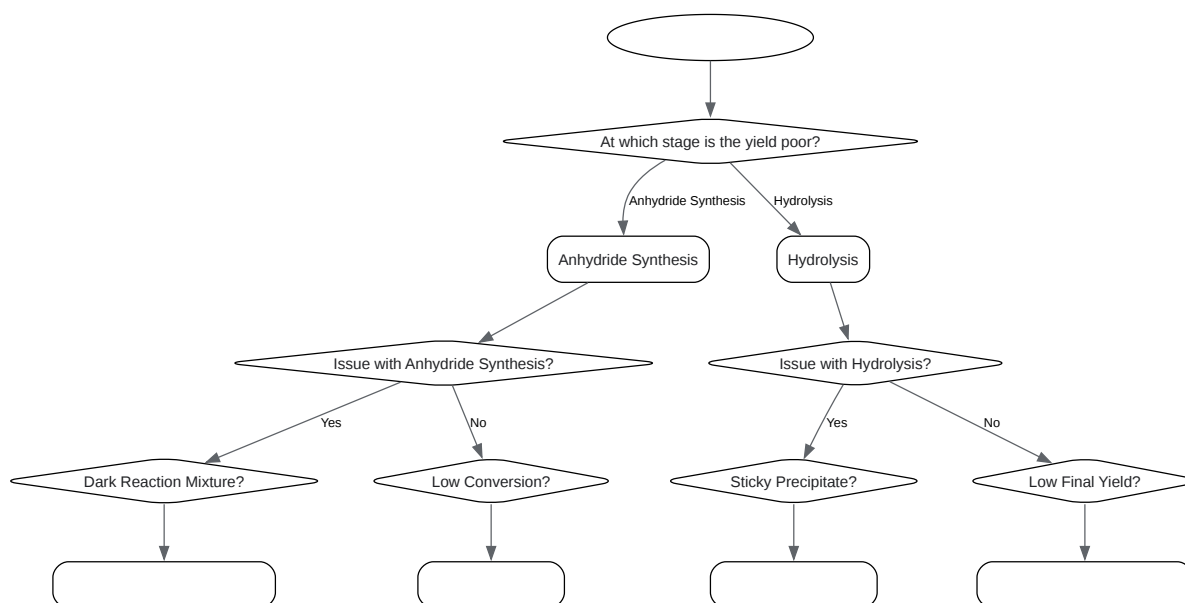 At which stage is the yield poor?
Anhydride Synthesis
Hydrolysis
Anhydride Synthesis
Hydrolysis
Issue with Anhydride Synthesis?
Issue with Hydrolysis?
Yes
No
Yes
No
Dark Reaction Mixture?
Low Conversion?
Sticky Precipitate?
Low Final Yield?